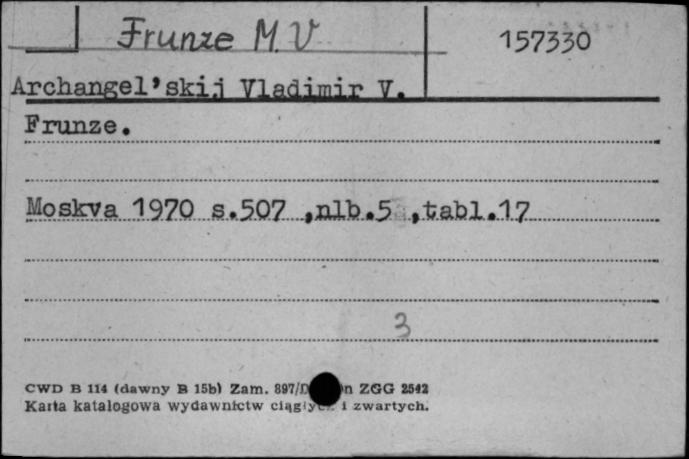 Frunze M. V
157330
Archangel'skij Vladimir V.
Frunze.
Moskva 1970 s.507 ,nlb.5 ,tabl.17
3
CWD B 114 (dawny B 15b) Zam. 897/D n ZGG 2542
Karta katalogowa wydawnictw ciągłych i zwartych.